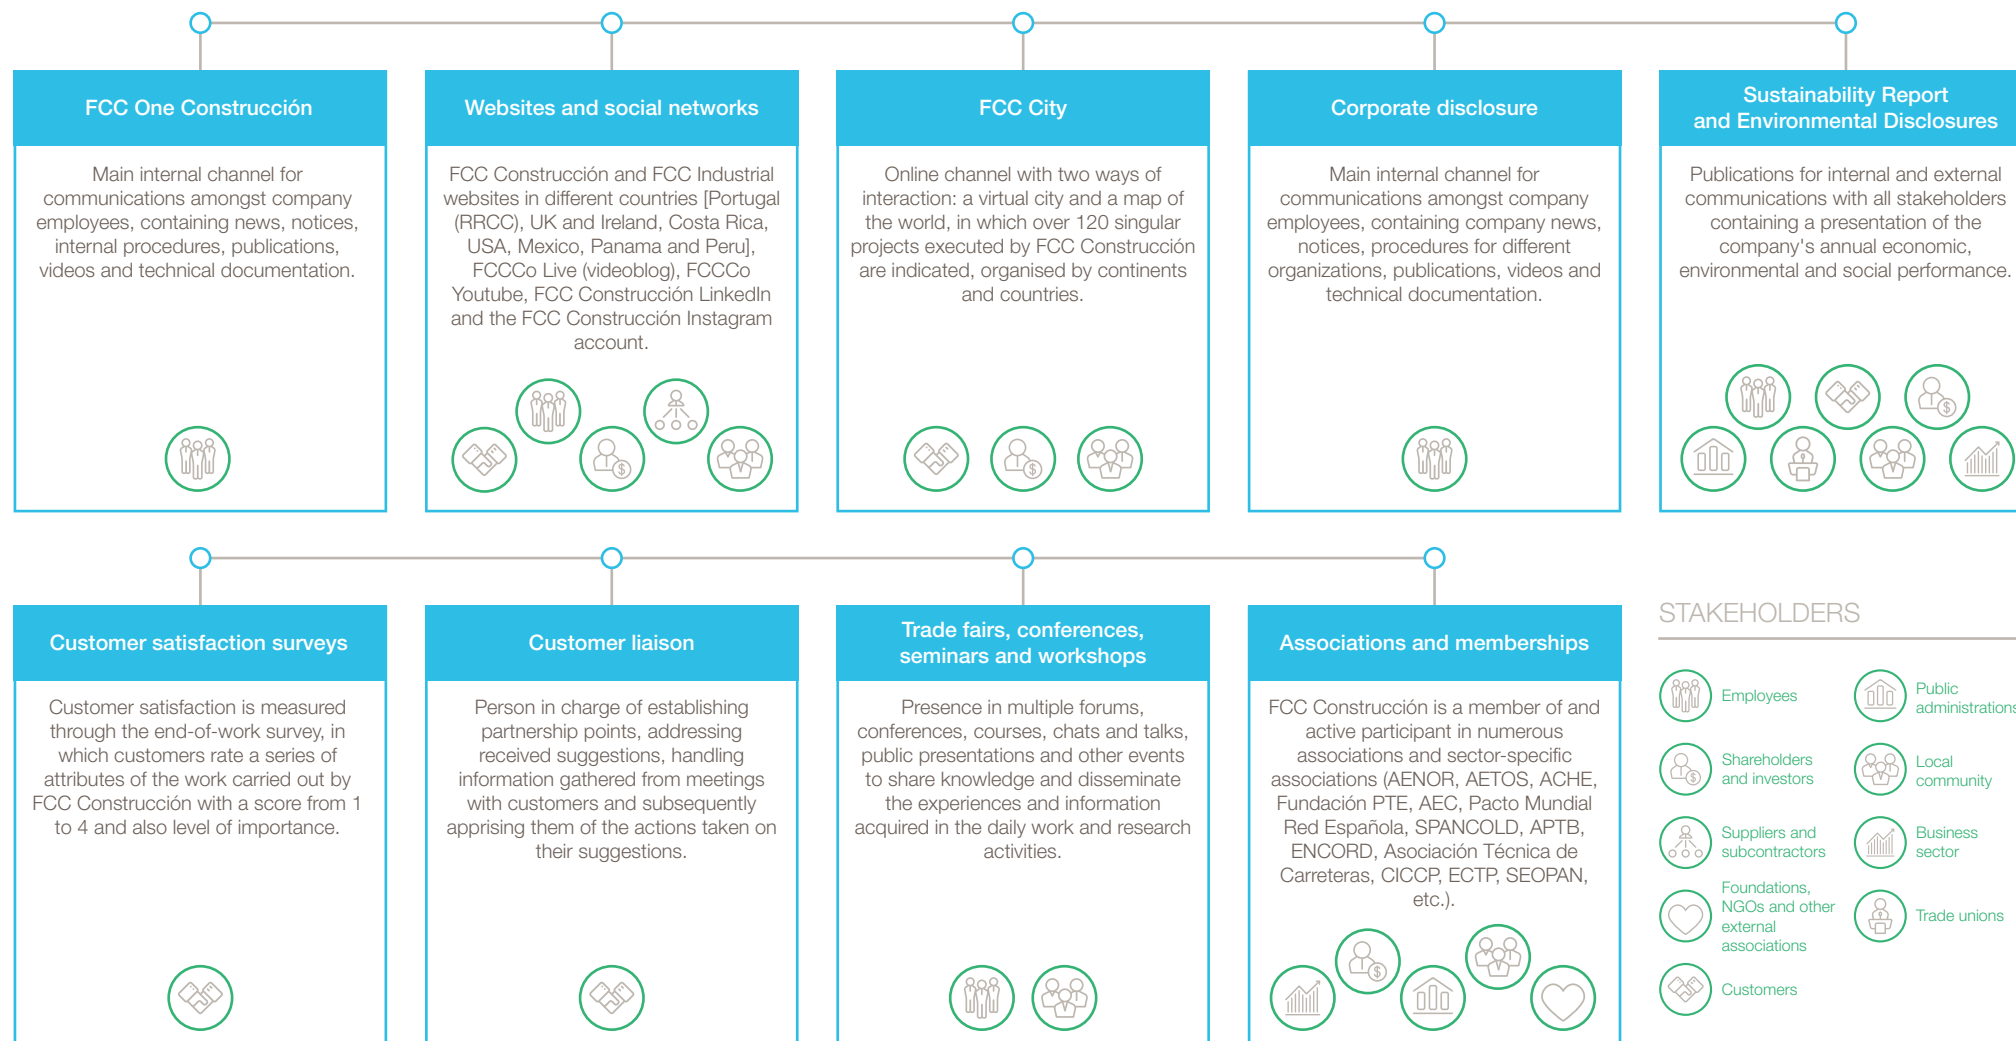 FCC One Construcción
Main internal channel for
communications amongst company
employees, containing news, notices,
internal procedures, publications,
videos and technical documentation.
Websites and social networks
FCC Construcción and FCC Industrial
websites in different countries [Portugal
(RRCC), UK and Ireland, Costa Rica,
USA, Mexico, Panama and Peru],
FCCCo Live (videoblog), FCCCo
Youtube, FCC Construcción LinkedIn
and the FCC Construcción Instagram
account.
FCC City
Online channel with two ways of
interaction: a virtual city and a map of
the world, in which over 120 singular
projects executed by FCC Construcción
are indicated, organised by continents
and countries.
Corporate disclosure
Main internal channel for
communications amongst company
employees, containing company news,
notices, procedures for different
organizations, publications, videos and
technical documentation.
Sustainability Report
and Environmental Disclosures
Publications for internal and external
communications with all stakeholders
containing a presentation of the
company's annual economic,
environmental and social performance.
Customer satisfaction surveys
Customer satisfaction is measured
through the end-of-work survey, in
which customers rate a series of
attributes of the work carried out by
FCC Construcción with a score from 1
to 4 and also level of importance.
Customer liaison
Person in charge of establishing
partnership points, addressing
received suggestions, handling
information gathered from meetings
with customers and subsequently
apprising them of the actions taken on
their suggestions.
Trade fairs, conferences,
seminars and workshops
Presence in multiple forums,
conferences, courses, chats and talks,
public presentations and other events
to share knowledge and disseminate
the experiences and information
acquired in the daily work and research
activities.
Associations and memberships
FCC Construcción is a member of and
active participant in numerous
associations and sector-specific
associations (AENOR, AETOS, ACHE,
Fundación PTE, AEC, Pacto Mundial
Red Española, SPANCOLD, APTB,
ENCORD, Asociación Técnica de
Carreteras, CICCP, ECTP, SEOPAN,
etc.).
STAKEHOLDERS
Employees
Shareholders
and investors
Suppliers and
subcontractors
Foundations,
NGOs and other
external
associations
Customers
Public
administrations
Local
community
Business
sector
Trade unions